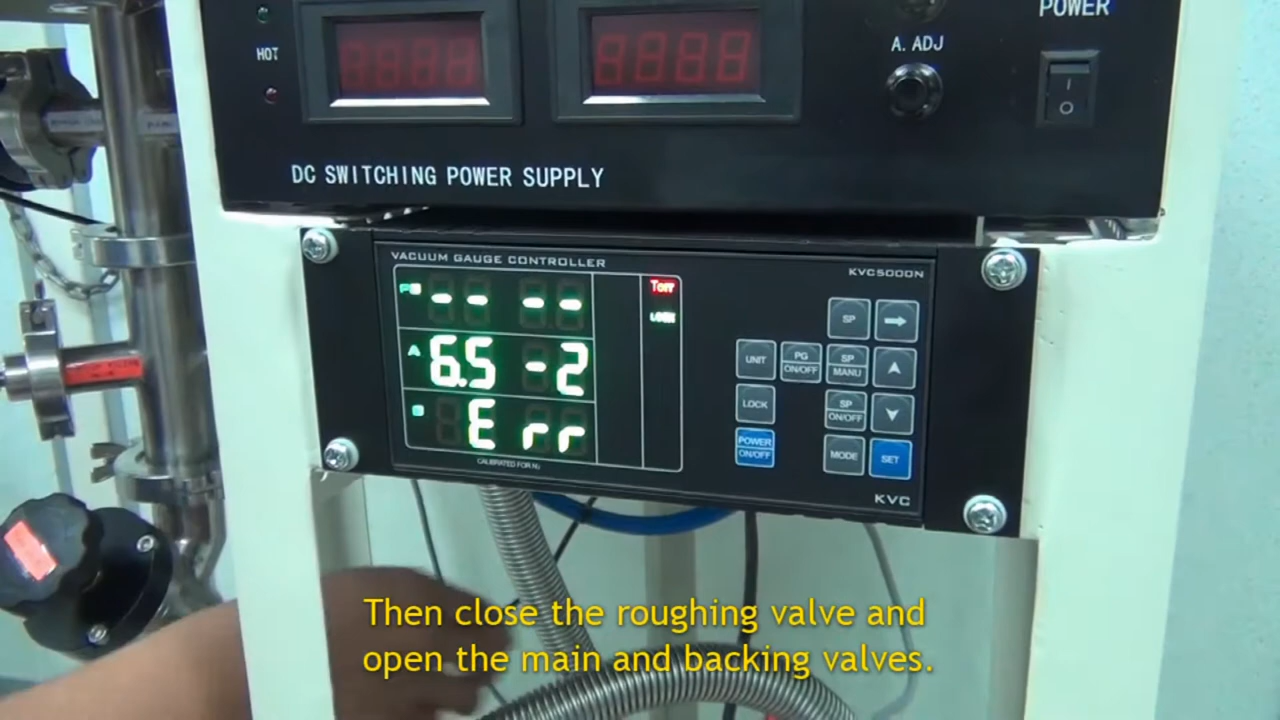 POWER
HOT
A. ADJ
DC SWITCHING POWER SUPPLY
VACUUM GAUGE CONTROLLER
KVC5000N
-- --
Torr
LOCK
A 6.5 -2
Err
CALIBRATED FOR N₂
SP
UNIT
PG ON/OFF
SP MANU
LOCK
SP ON/OFF
POWER ON/OFF
MODE
SET
KVC
Then close the roughing valve and
open the main and backing valves.